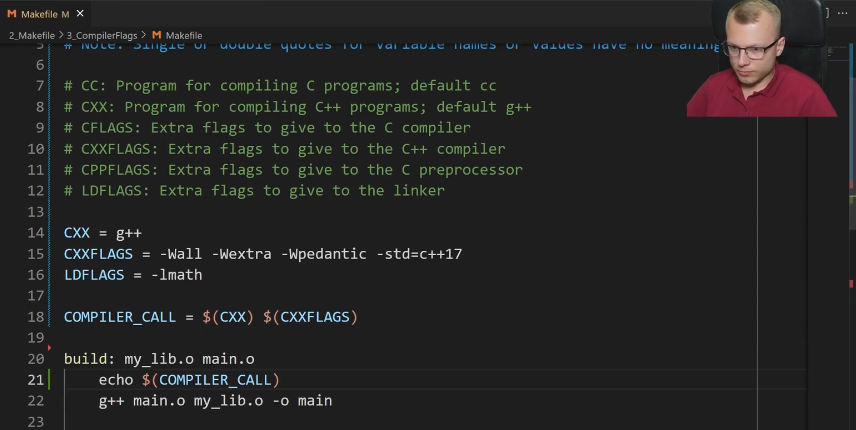 Makefile M
2_Makefile > 3_CompilerFlags > Makefile
5 # Note: Single or double quotes for variable names or values have no meaning
6
7 # CC: Program for compiling C programs; default cc
8 # CXX: Program for compiling C++ programs; default g++
9 # CFLAGS: Extra flags to give to the C compiler
10 # CXXFLAGS: Extra flags to give to the C++ compiler
11 # CPPFLAGS: Extra flags to give to the C preprocessor
12 # LDFLAGS: Extra flags to give to the linker
13
14 CXX = g++
15 CXXFLAGS = -Wall -Wextra -Wpedantic -std=c++17
16 LDFLAGS = -lmath
17
18 COMPILER_CALL = $(CXX) $(CXXFLAGS)
19
20 build: my_lib.o main.o
21 echo $(COMPILER_CALL)
22 g++ main.o my_lib.o -o main
23